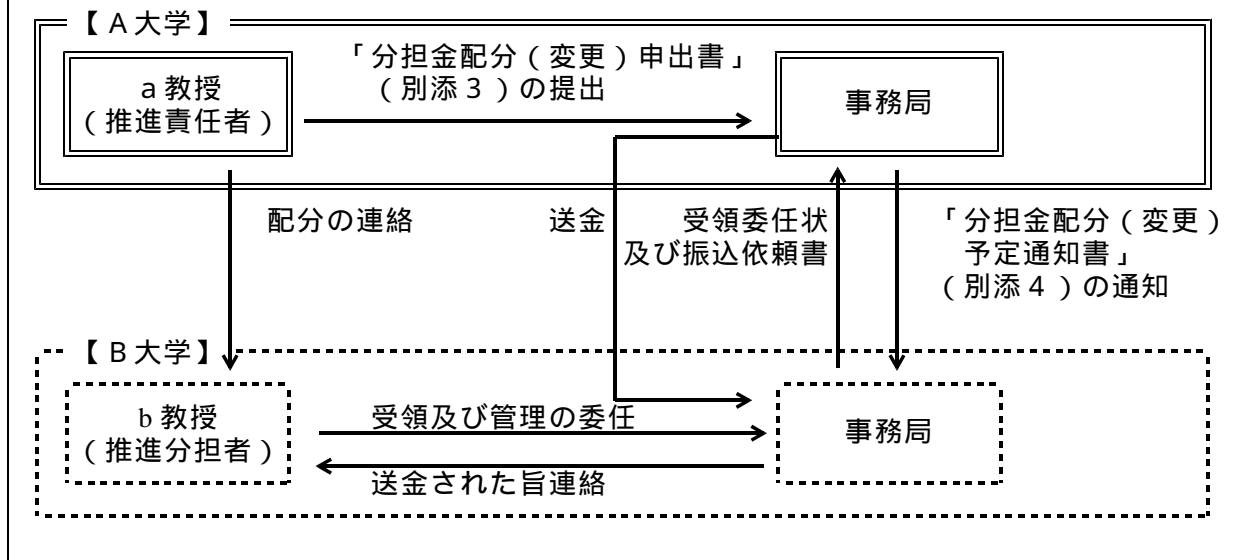 【Ａ大学】
ａ教授
（推進責任者）
「分担金配分（変更）申出書」
（別添３）の提出
事務局
配分の連絡
送金
受領委任状
及び振込依頼書
「分担金配分（変更）
予定通知書」
（別添４）の通知
【Ｂ大学】
b 教授
（推進分担者）
受領及び管理の委任
送金された旨連絡
事務局